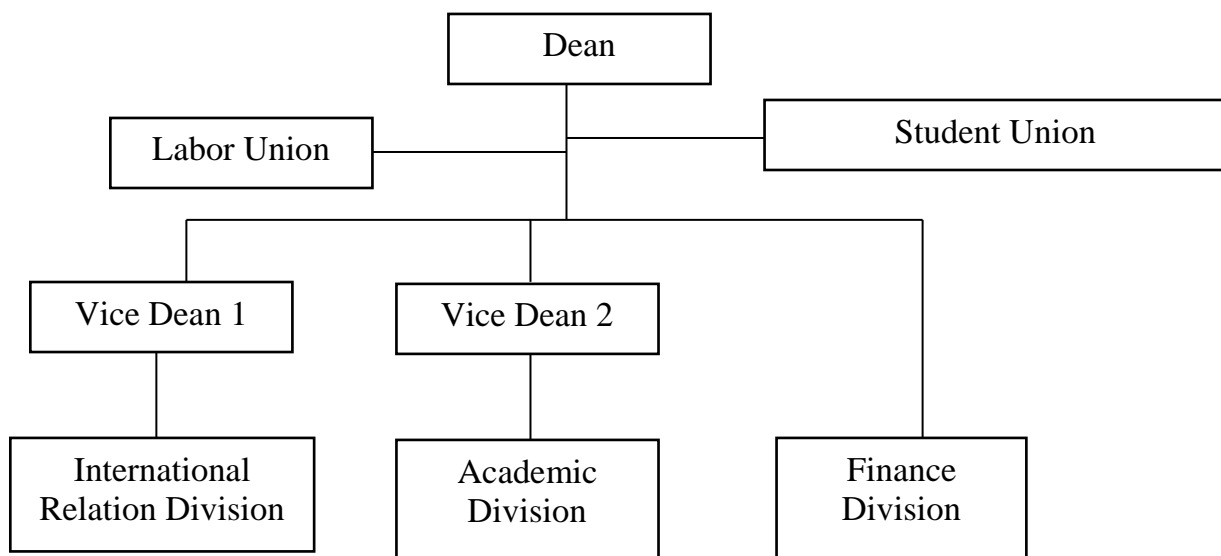 Dean
Labor Union
Student Union
Vice Dean 1
Vice Dean 2
International
Relation Division
Academic
Division
Finance
Division